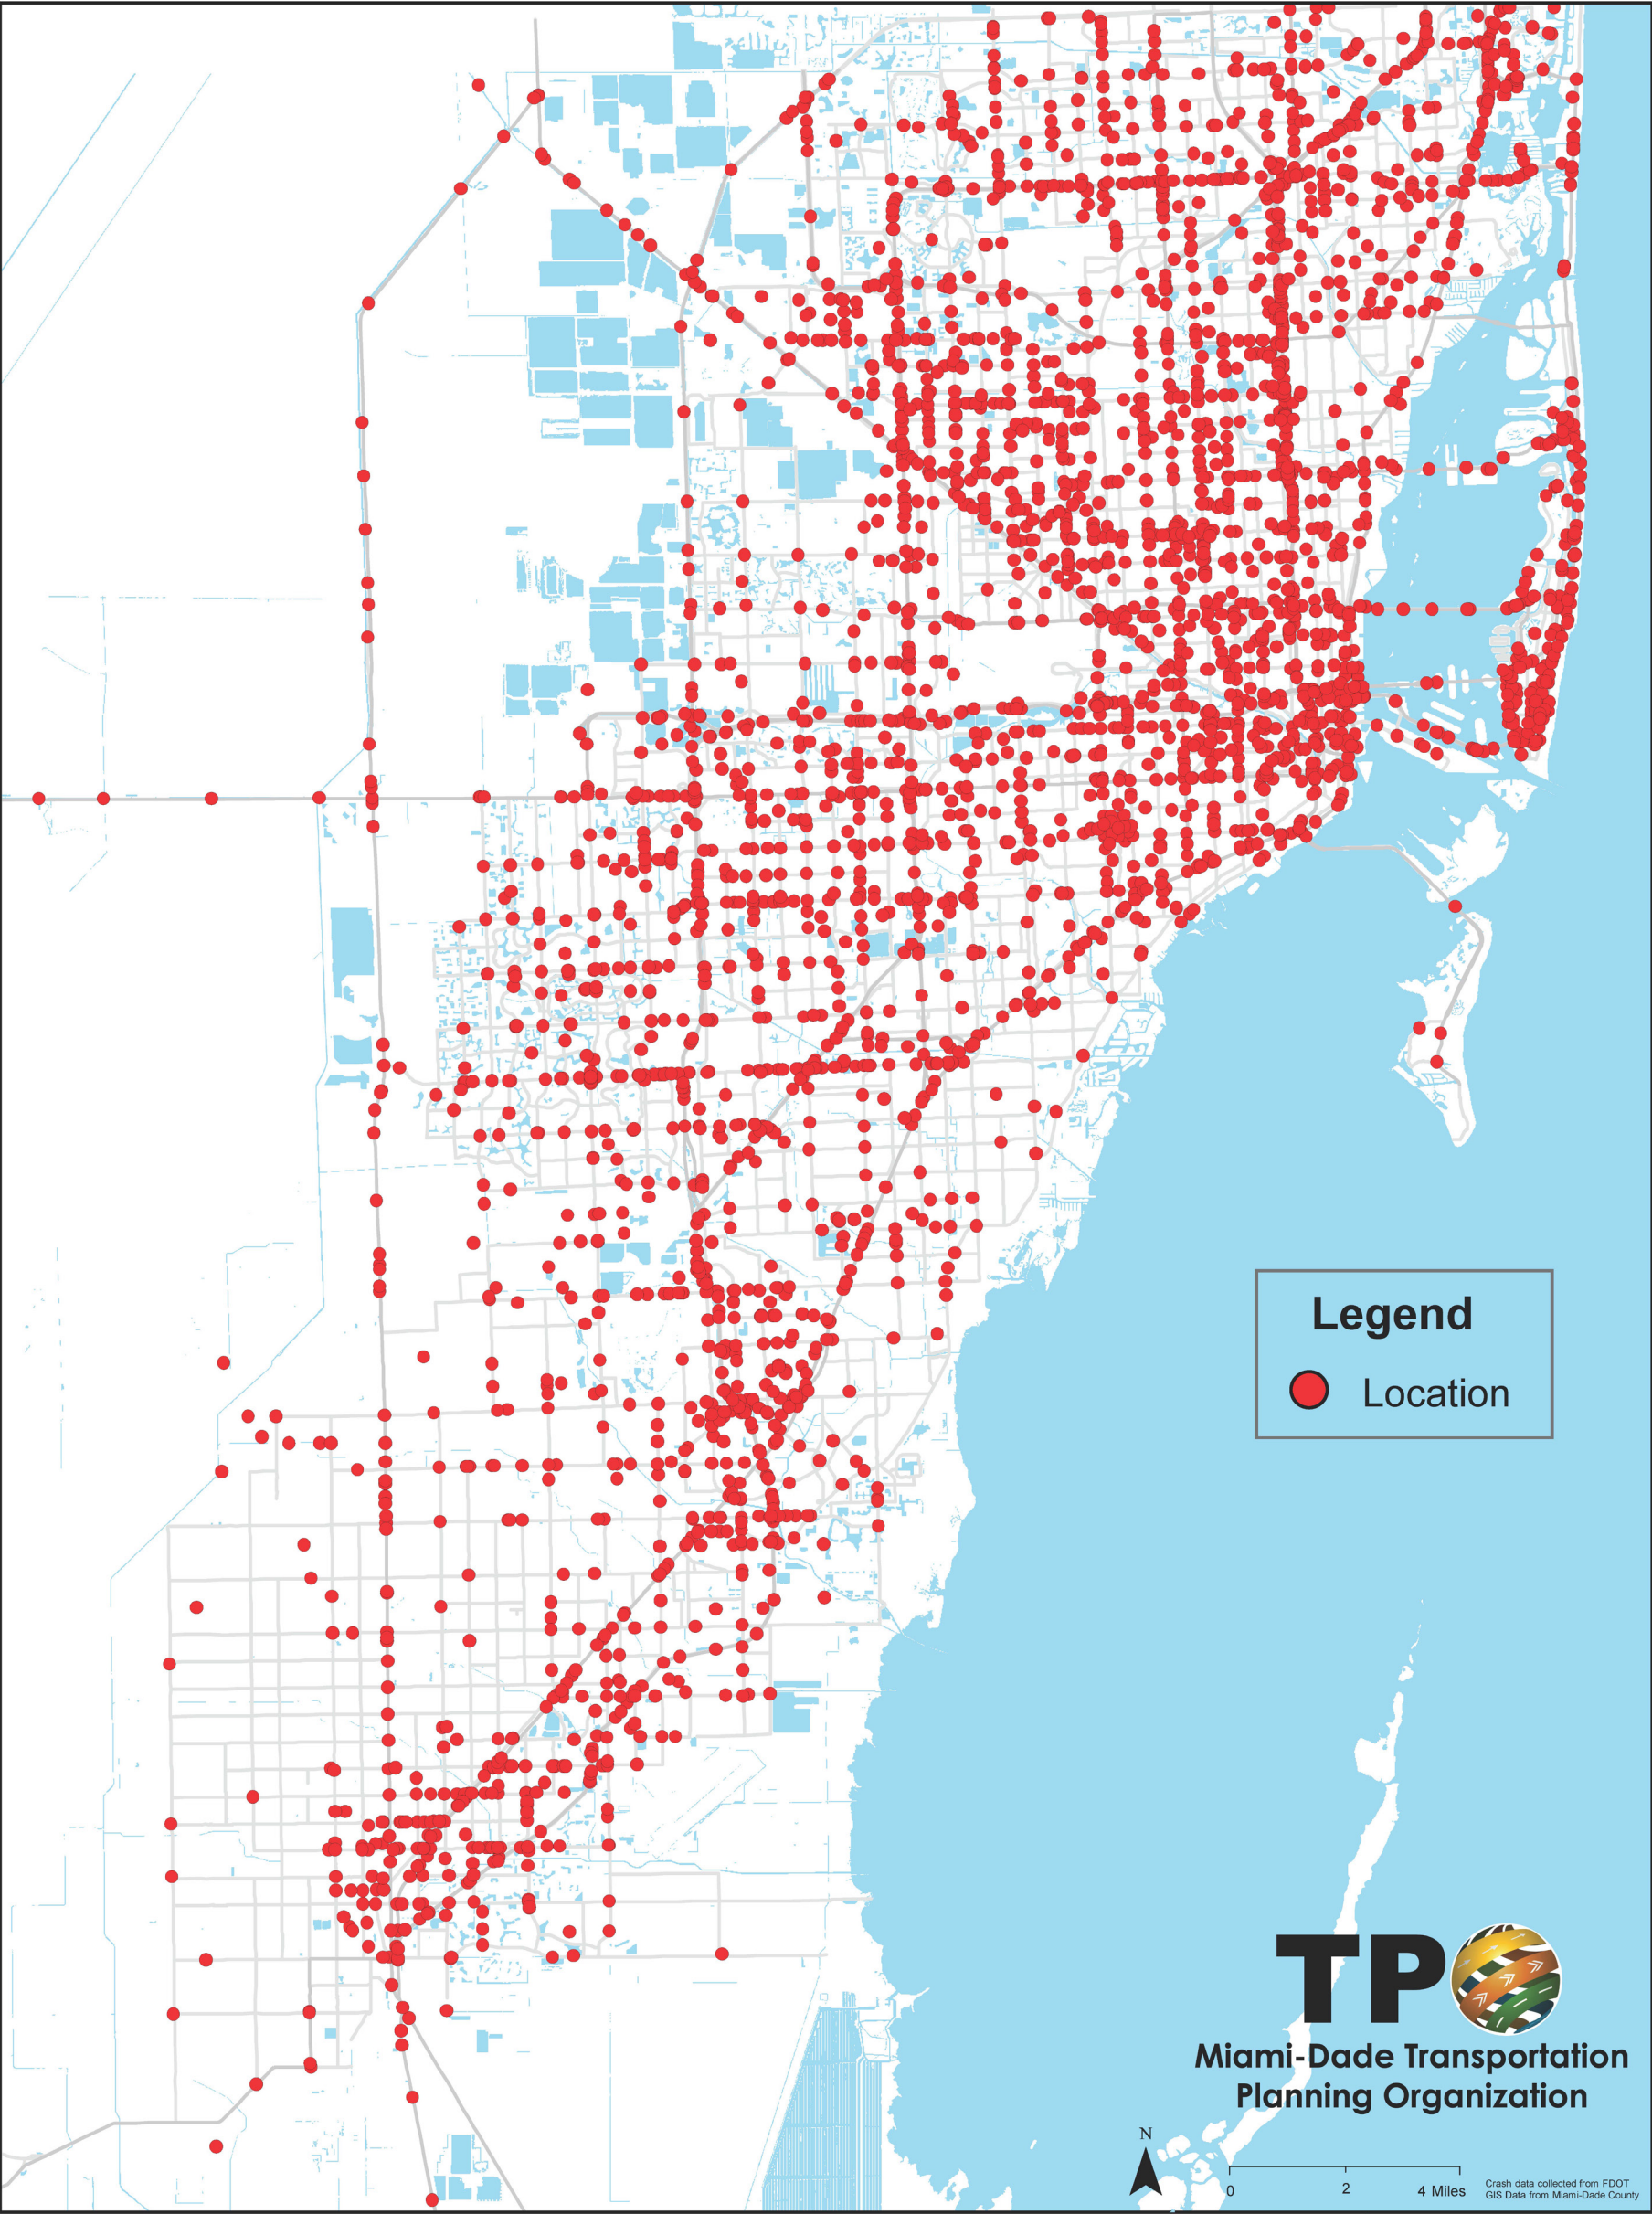 Legend
Location
TPO
Miami-Dade Transportation
Planning Organization
N
0 2 4 Miles
Crash data collected from FDOT
GIS Data from Miami-Dade County